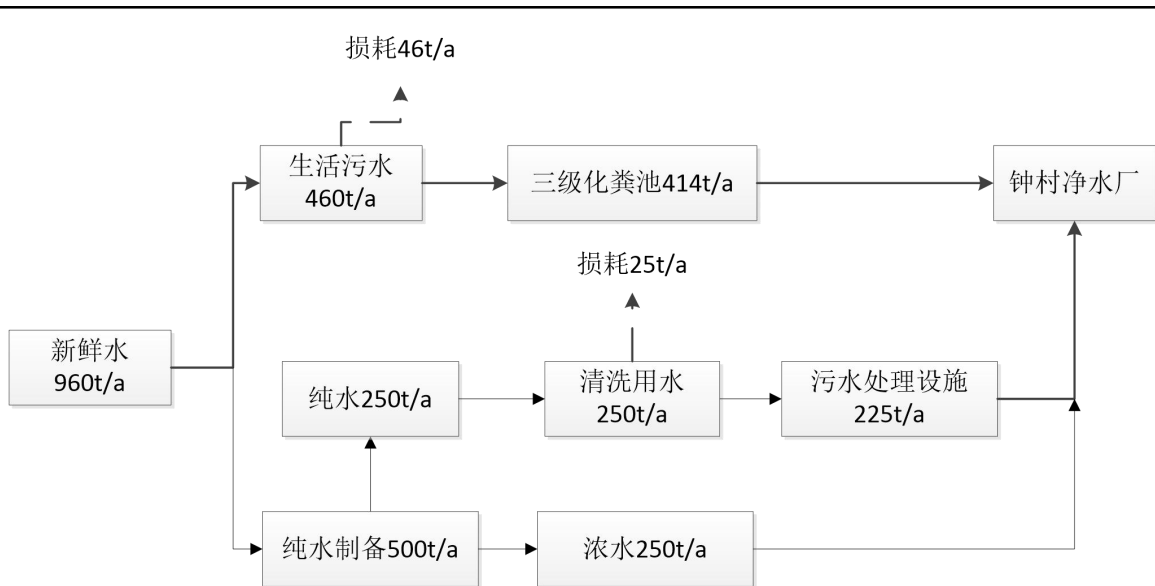 损耗46t/a
生活污水
460t/a
三级化粪池414t/a
钟村净水厂
损耗25t/a
新鲜水
960t/a
纯水250t/a
清洗用水
250t/a
污水处理设施
225t/a
纯水制备500t/a
浓水250t/a